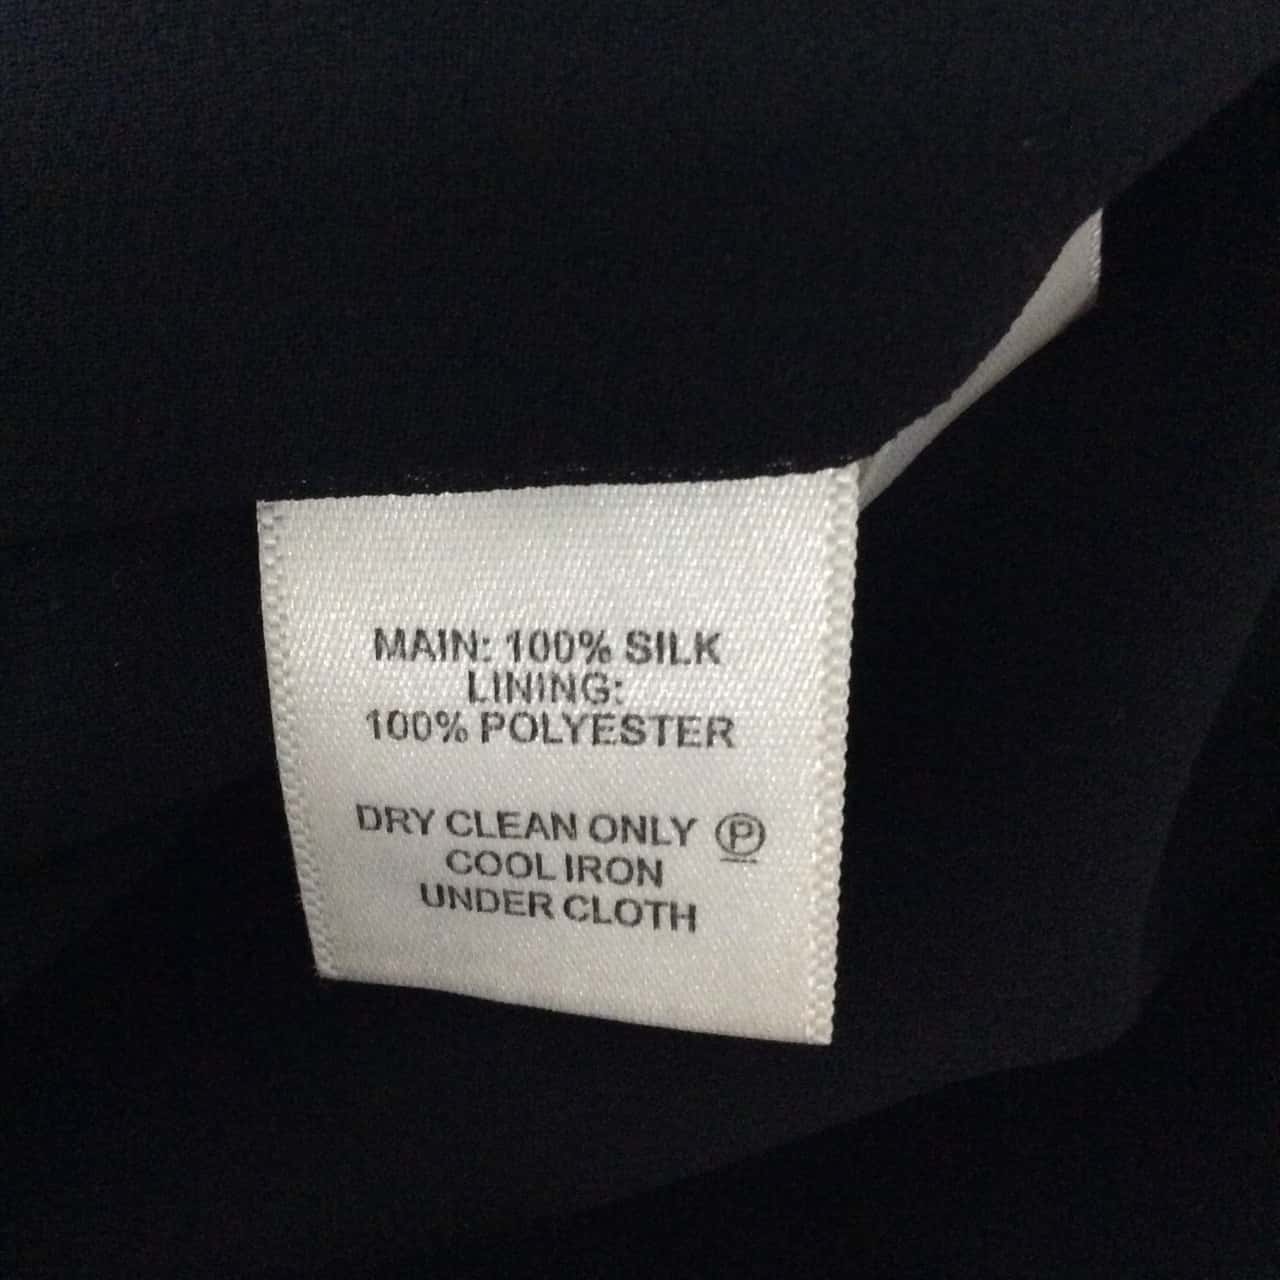 MAIN: 100% SILK
LINING:
100% POLYESTER
DRY CLEAN ONLY P
COOL IRON
UNDER CLOTH